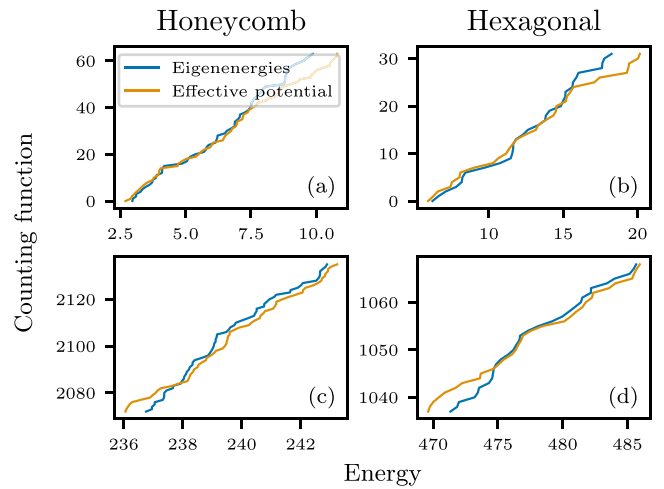 Honeycomb
Hexagonal
Counting function
60
40
20
0
Eigenenergies
Effective potential
(a)
2.5
5.0
7.5
10.0
30
20
10
0
(b)
10
15
20
2120
2100
2080
(c)
236
238
240
242
1060
1050
1040
(d)
470
475
480
485
Energy